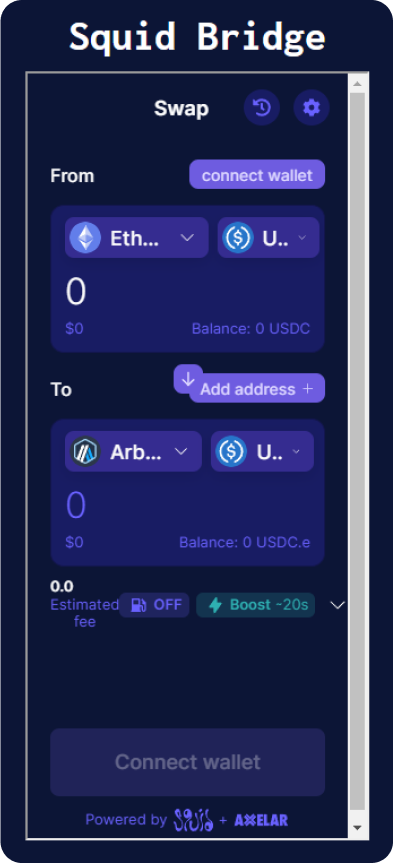 Squid Bridge
Swap
From
connect wallet
Eth...
U..
0
$0
Balance: 0 USDC
To
Add address +
Arb...
U..
0
$0
Balance: 0 USDC.e
0.0
Estimated fee
OFF
Boost -20s
Connect wallet
Powered by squid + AXELAR